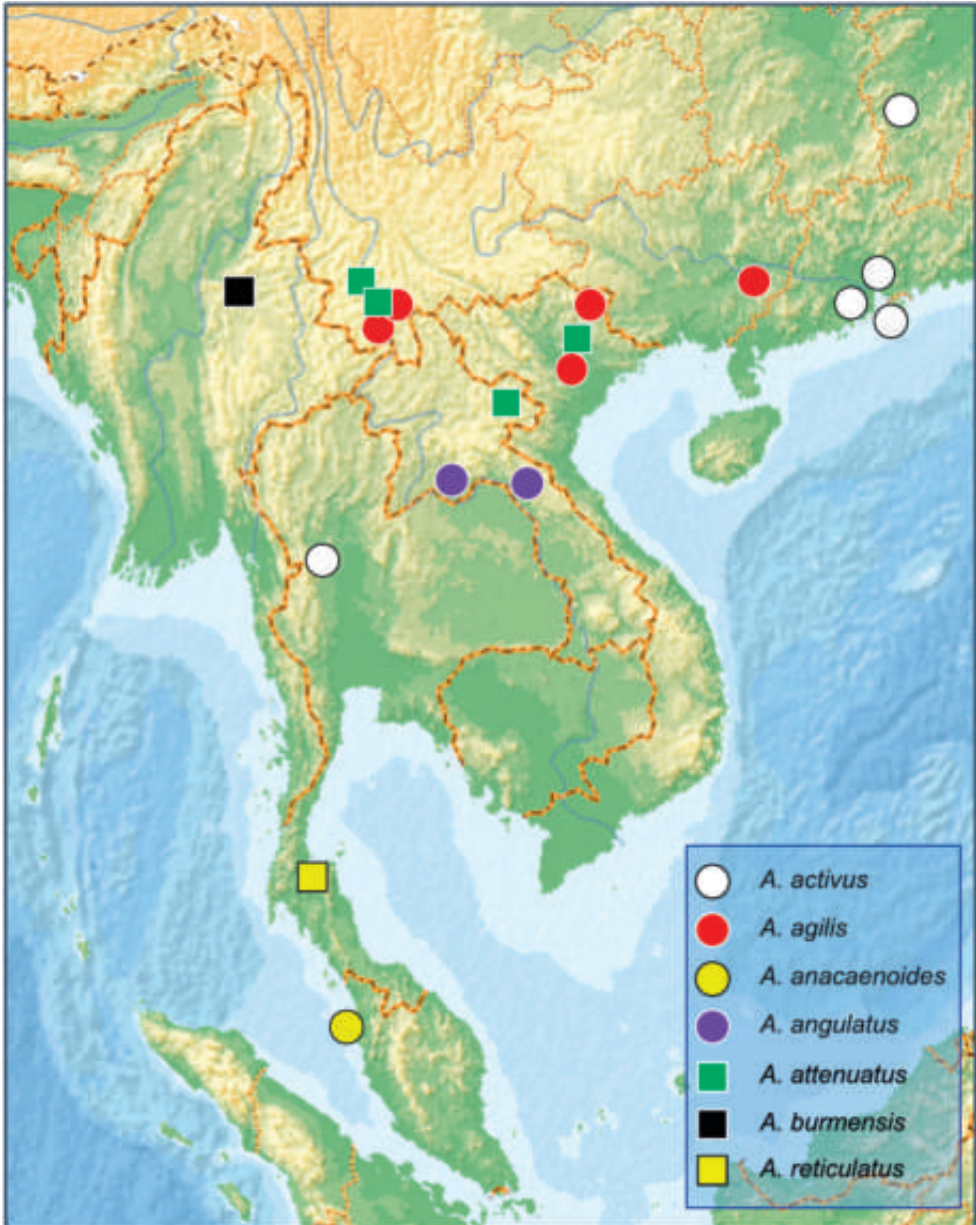 A. activus
A. agilis
A. anacaenoides
A. angulatus
A. attenuatus
A. burmensis
A. reticulatus